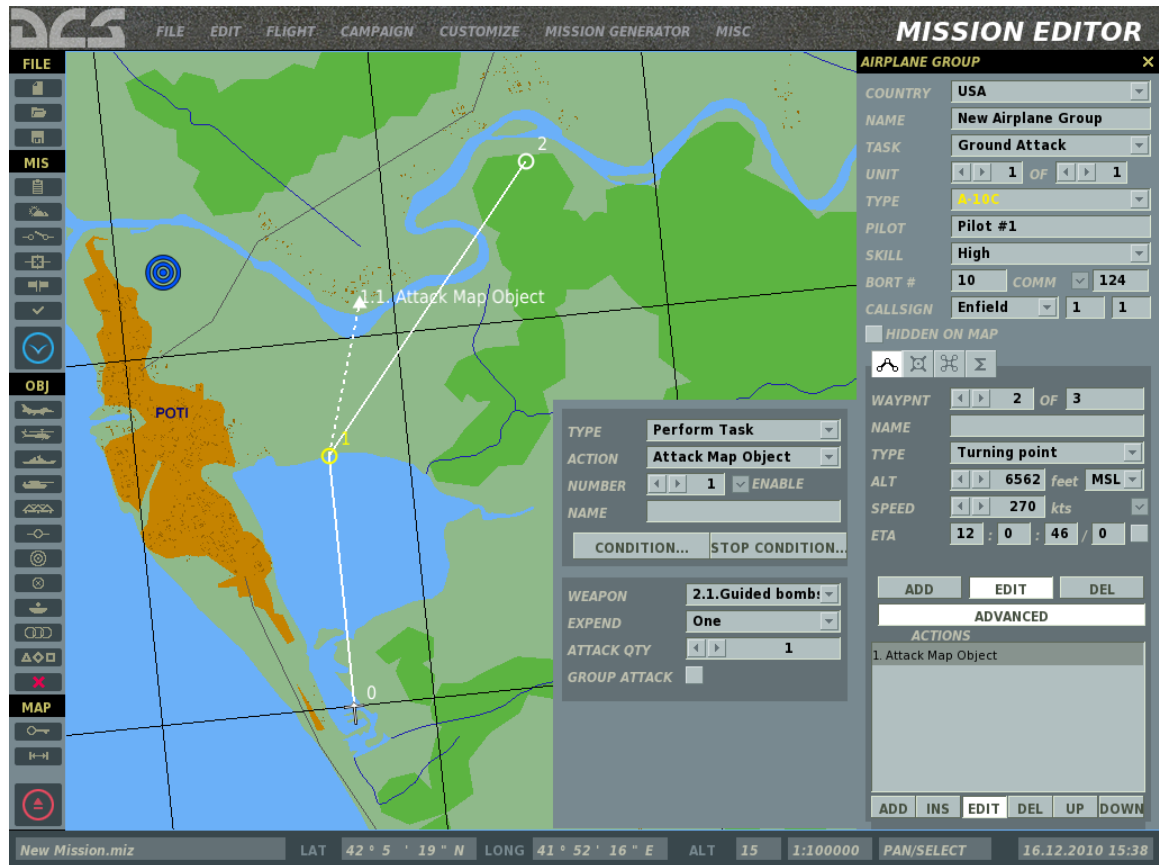 DCS
FILE EDIT FLIGHT CAMPAIGN CUSTOMIZE MISSION GENERATOR MISC
MISSION EDITOR
FILE
MIS
OBJ
MAP
2
1.1. Attack Map Object
POTI
1
0
TYPE Perform Task
ACTION Attack Map Object
NUMBER 1 ENABLE
NAME
CONDITION... STOP CONDITION...
WEAPON 2.1.Guided bombs
EXPEND One
ATTACK QTY 1
GROUP ATTACK
AIRPLANE GROUP
COUNTRY USA
NAME New Airplane Group
TASK Ground Attack
UNIT 1 OF 1
TYPE A-10C
PILOT Pilot #1
SKILL High
BORT # 10 COMM 124
CALLSIGN Enfield 1 1
HIDDEN ON MAP
Σ
WAYPNT 2 OF 3
NAME
TYPE Turning point
ALT 6562 feet MSL
SPEED 270 kts
ETA 12 : 0 : 46 / 0
ADD EDIT DEL
ADVANCED
ACTIONS
1. Attack Map Object
ADD INS EDIT DEL UP DOWN
New Mission.miz LAT 42 ° 5 ' 19 " N LONG 41 ° 52 ' 16 " E ALT 15 1:100000 PAN/SELECT 16.12.2010 15:38